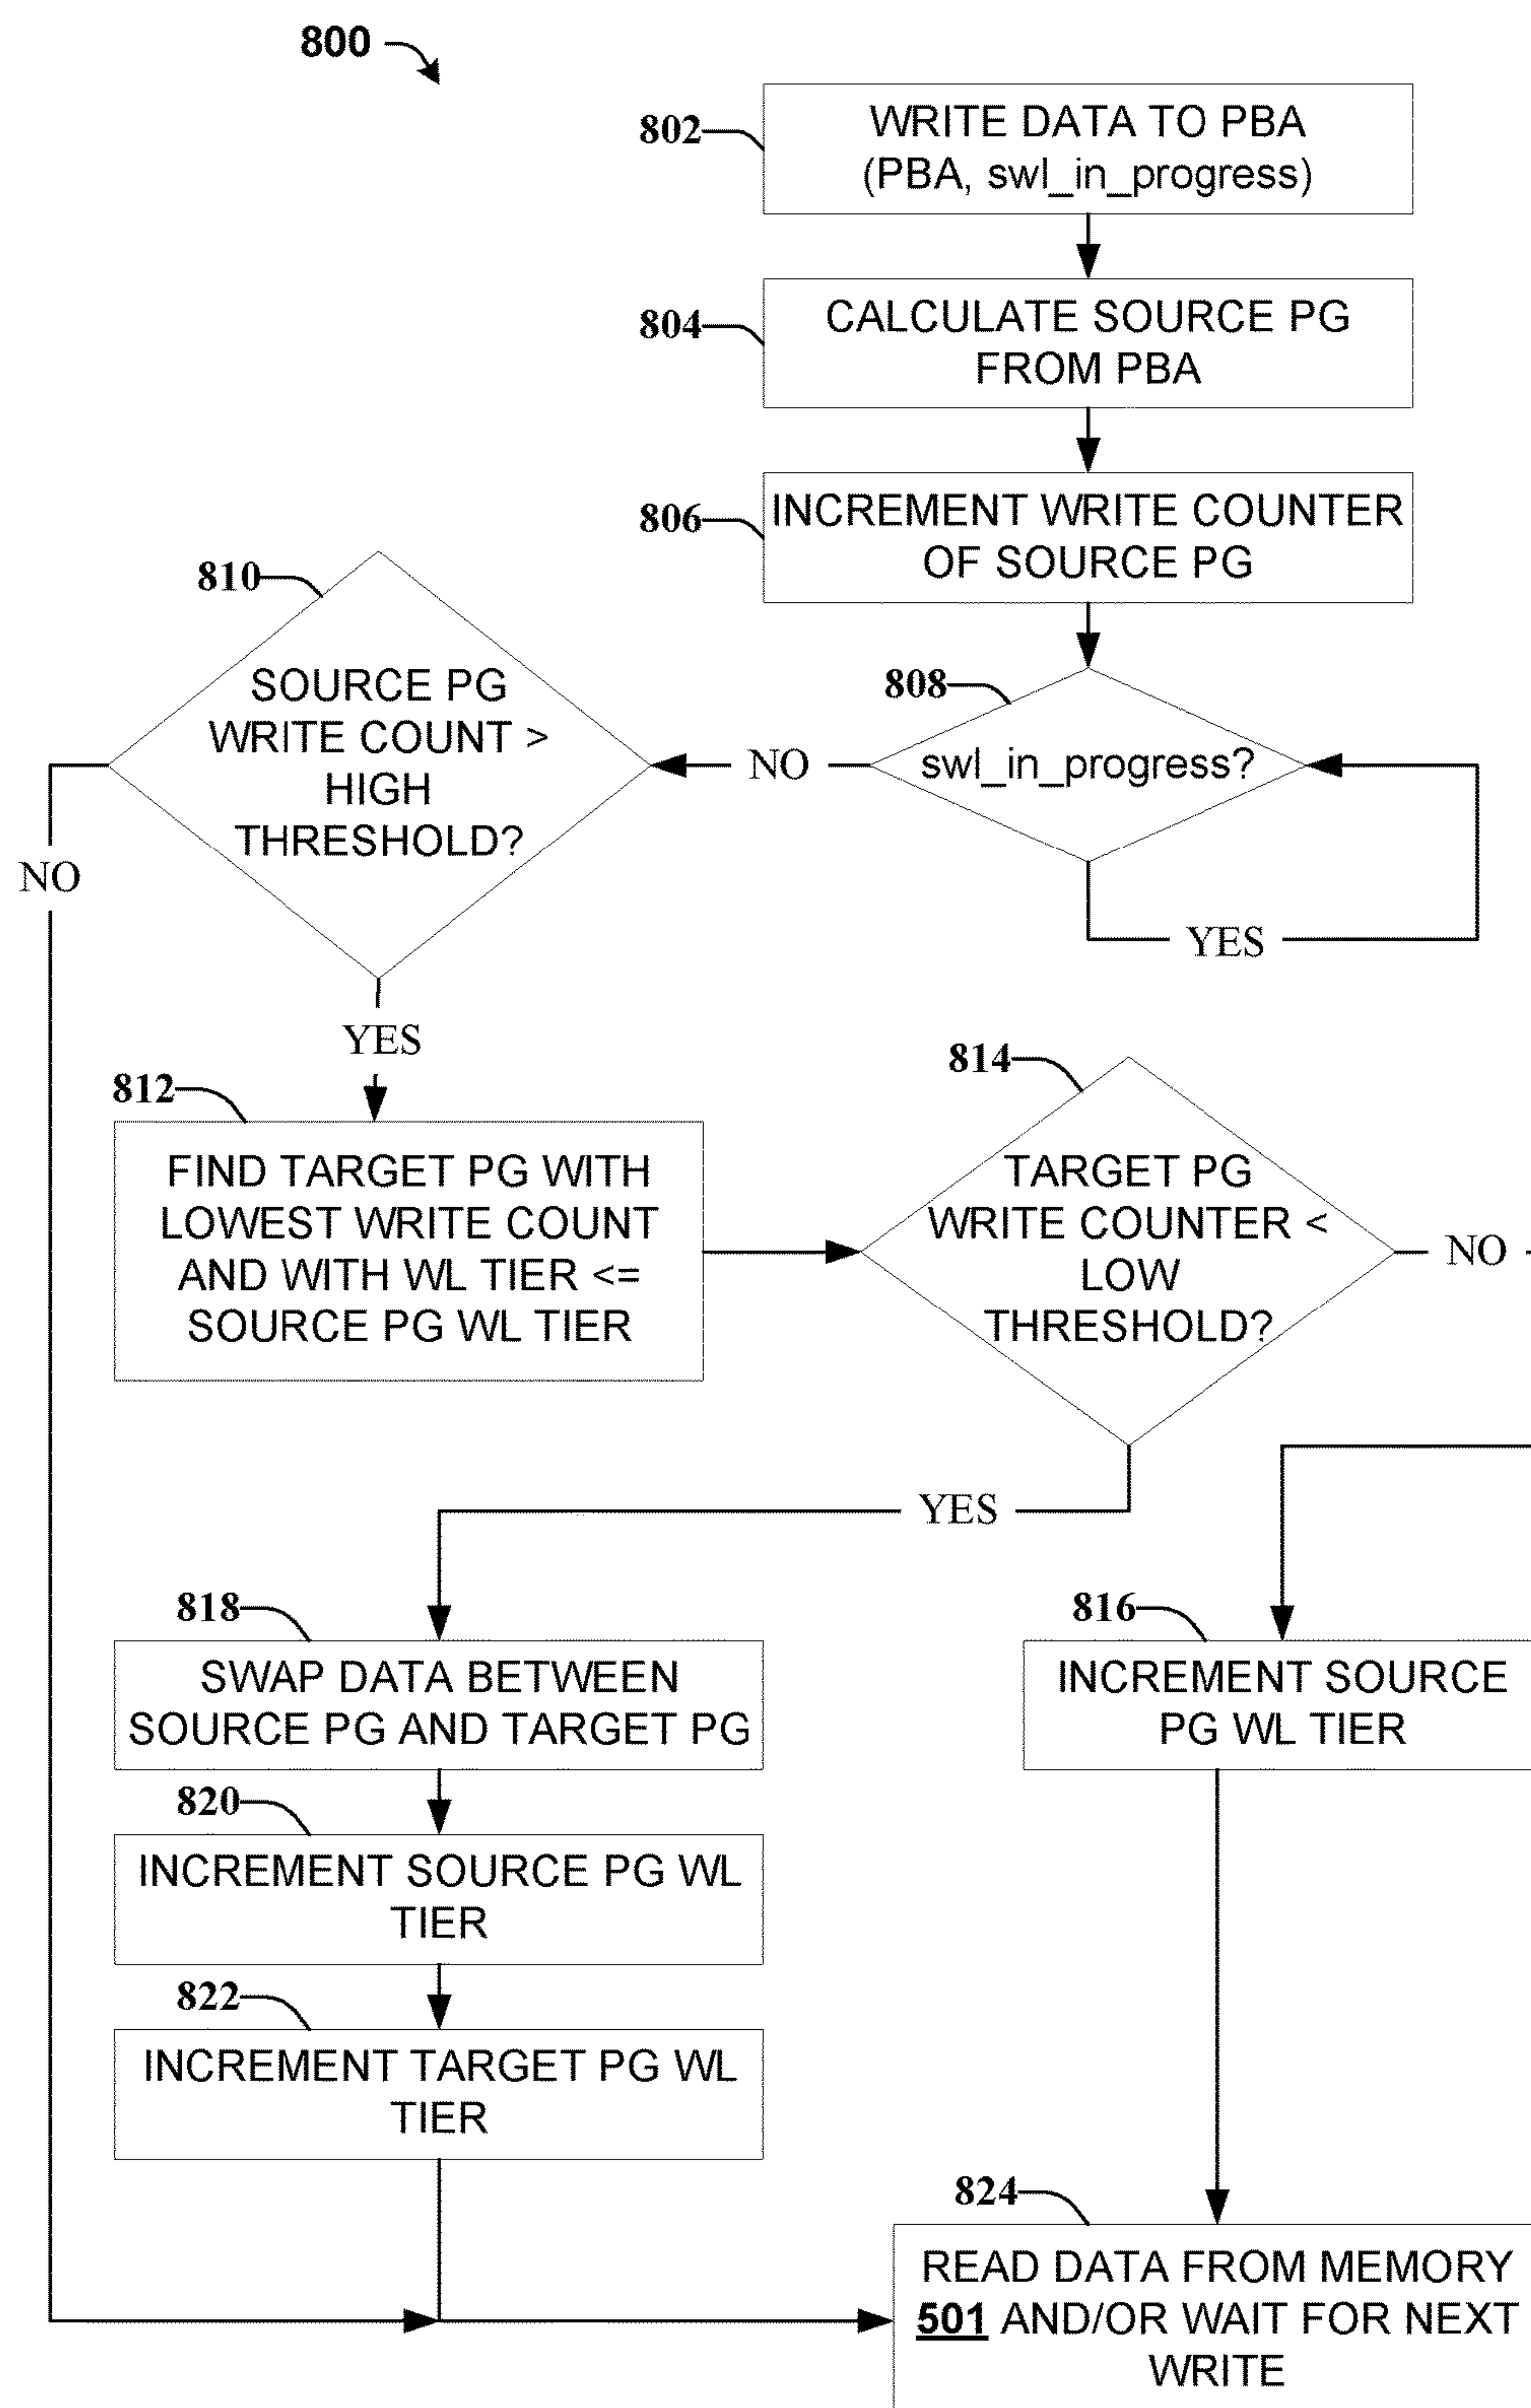 800
802
WRITE DATA TO PBA
(PBA, swl_in_progress)
804
CALCULATE SOURCE PG
FROM PBA
806
INCREMENT WRITE COUNTER
OF SOURCE PG
808
swl_in_progress?
NO
YES
810
SOURCE PG
WRITE COUNT >
HIGH
THRESHOLD?
NO
YES
812
FIND TARGET PG WITH
LOWEST WRITE COUNT
AND WITH WL TIER <=
SOURCE PG WL TIER
814
TARGET PG
WRITE COUNTER <
LOW
THRESHOLD?
NO
YES
818
SWAP DATA BETWEEN
SOURCE PG AND TARGET PG
816
INCREMENT SOURCE
PG WL TIER
820
INCREMENT SOURCE PG WL
TIER
822
INCREMENT TARGET PG WL
TIER
824
READ DATA FROM MEMORY
501 AND/OR WAIT FOR NEXT
WRITE